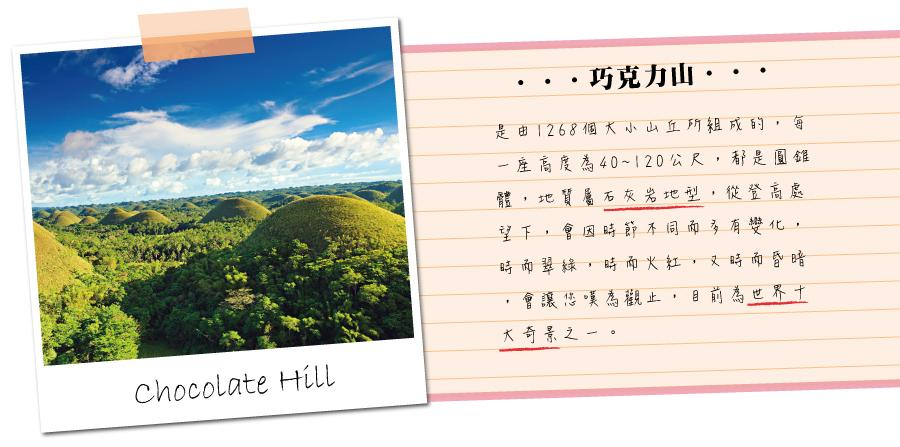 Chocolate Hill
· · · 巧克力山 · · ·
是由1268個大小山丘所組成的，每
一座高度為40~120公尺，都是圓錐
體，地質屬石灰岩地型，從登高處
望下，會因時節不同而多有變化，
時而翠綠，時而火紅，又時而昏暗
，會讓您嘆為觀止，目前為世界十
大奇景之一。